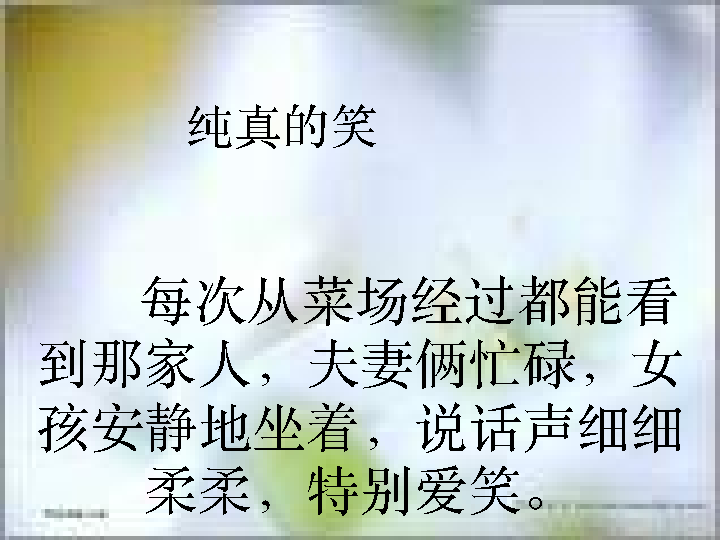 纯真的笑
每次从菜场经过都能看
到那家人，夫妻俩忙碌，女
孩安静地坐着，说话声细细
柔柔，特别爱笑。